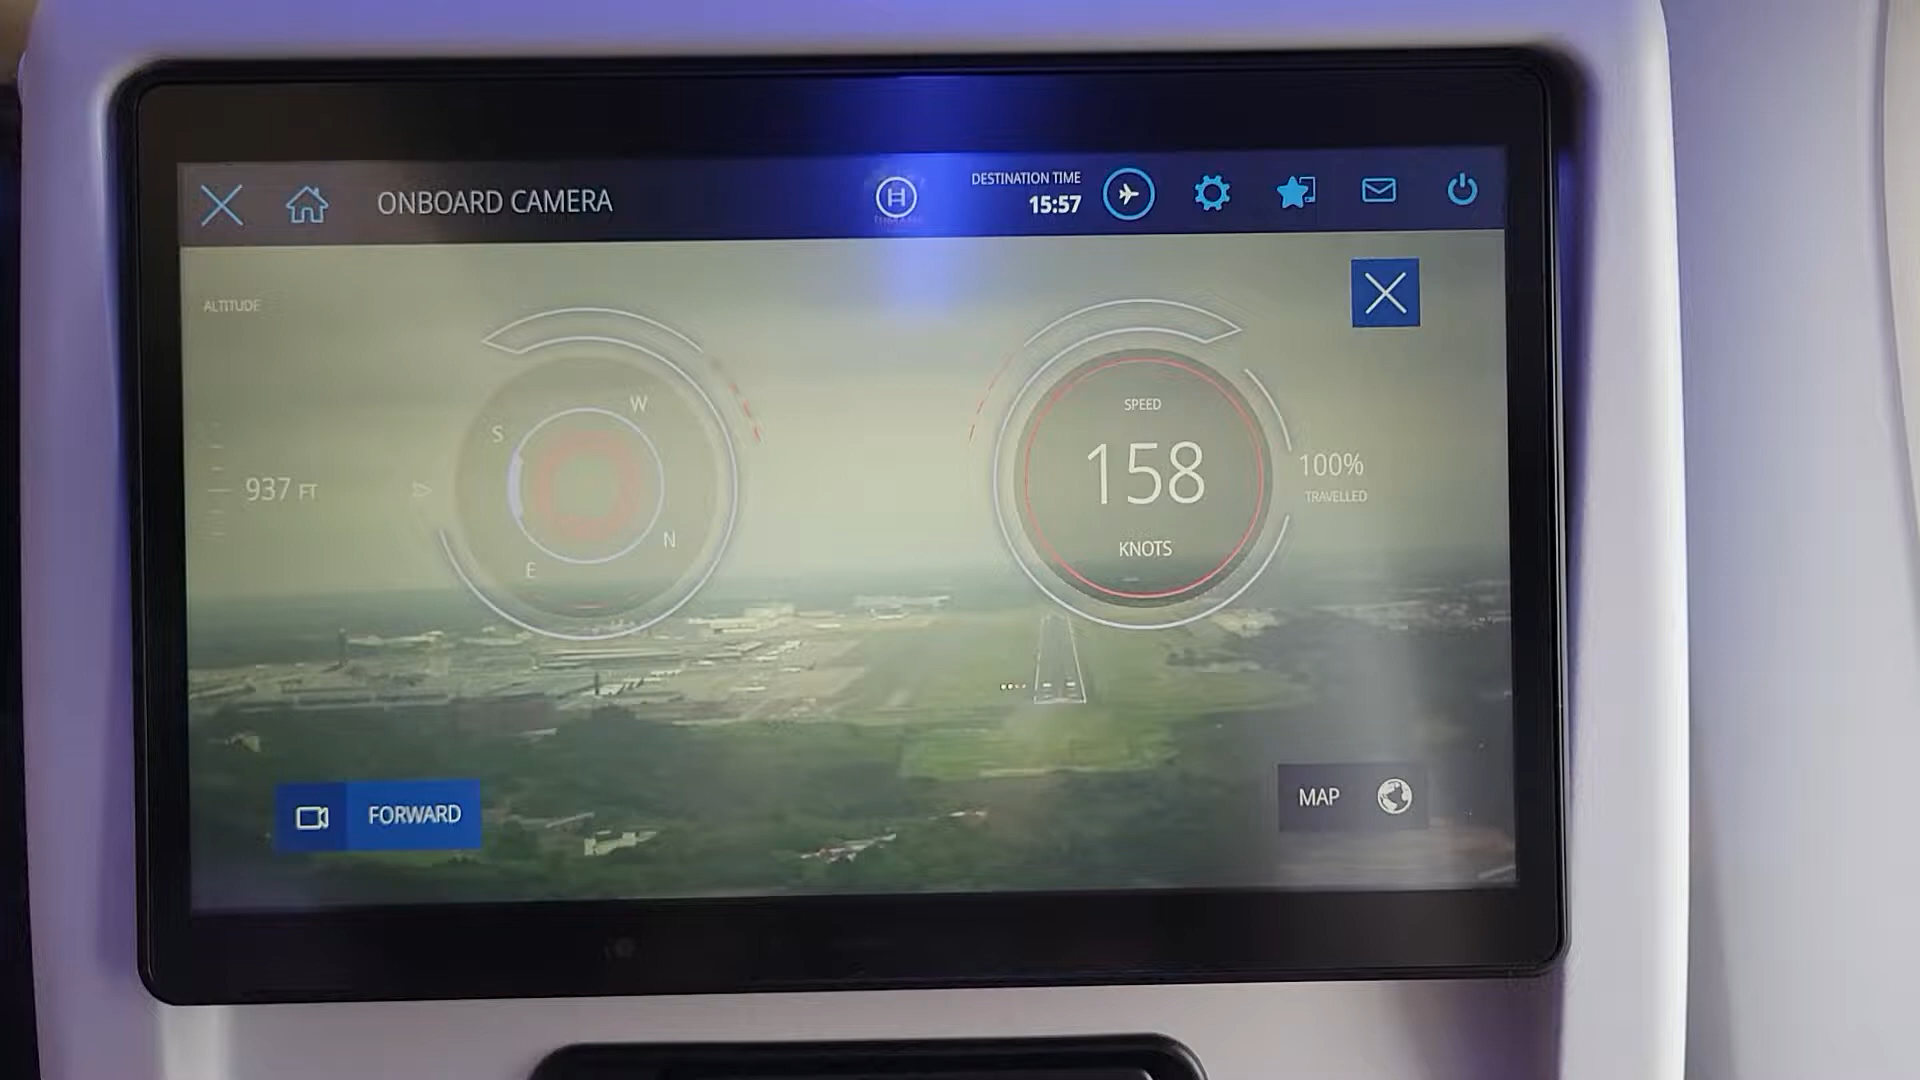 ONBOARD CAMERA
DESTINATION TIME
15:57
ALTITUDE
937 FT
W
S
N
E
SPEED
158
KNOTS
100%
TRAVELLED
FORWARD
MAP